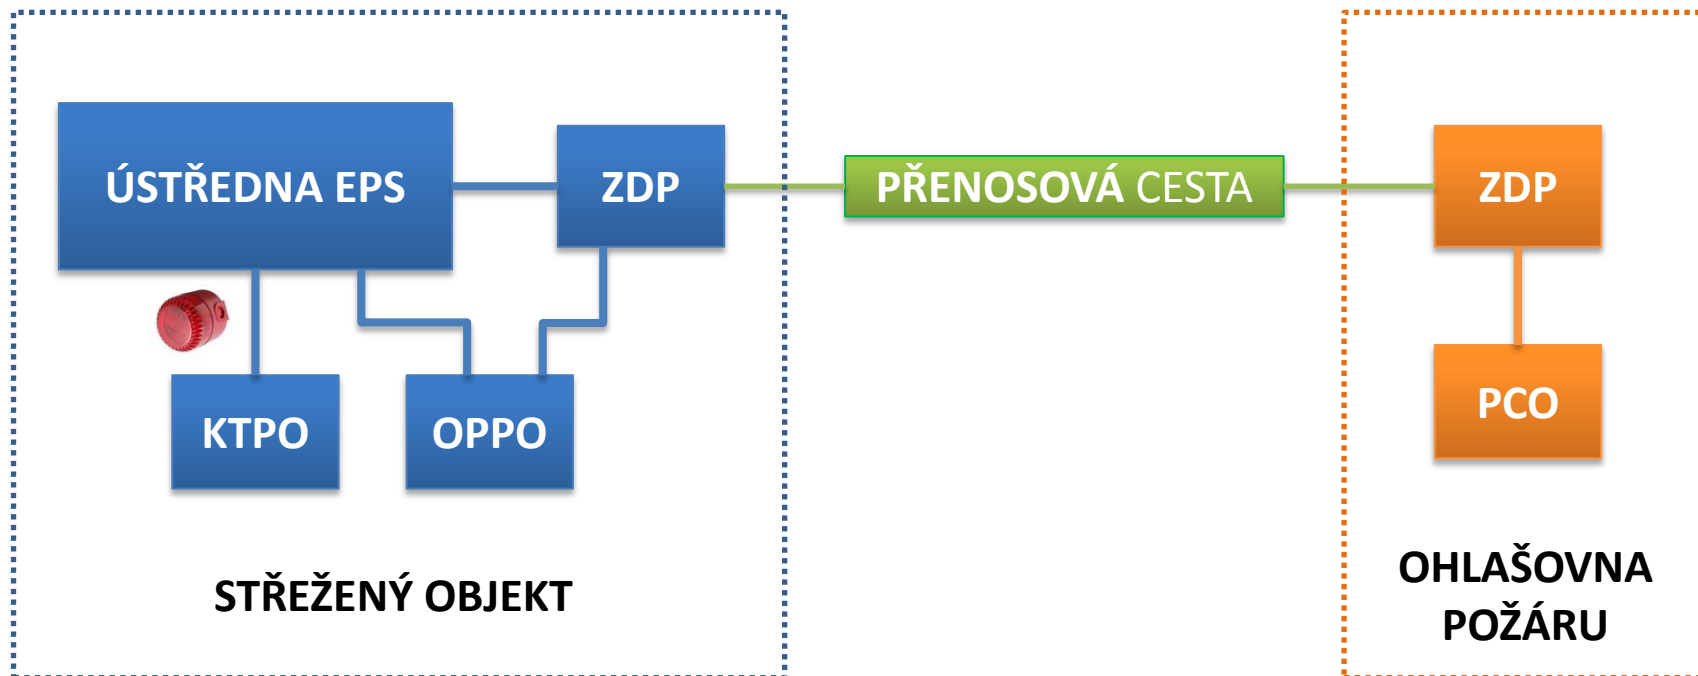 ÚSTŘEDNA EPS
ZDP
PŘENOSOVÁ CESTA
ZDP
KTPO
OPPO
PCO
STŘEŽENÝ OBJEKT
OHLAŠOVNA
POŽÁRU